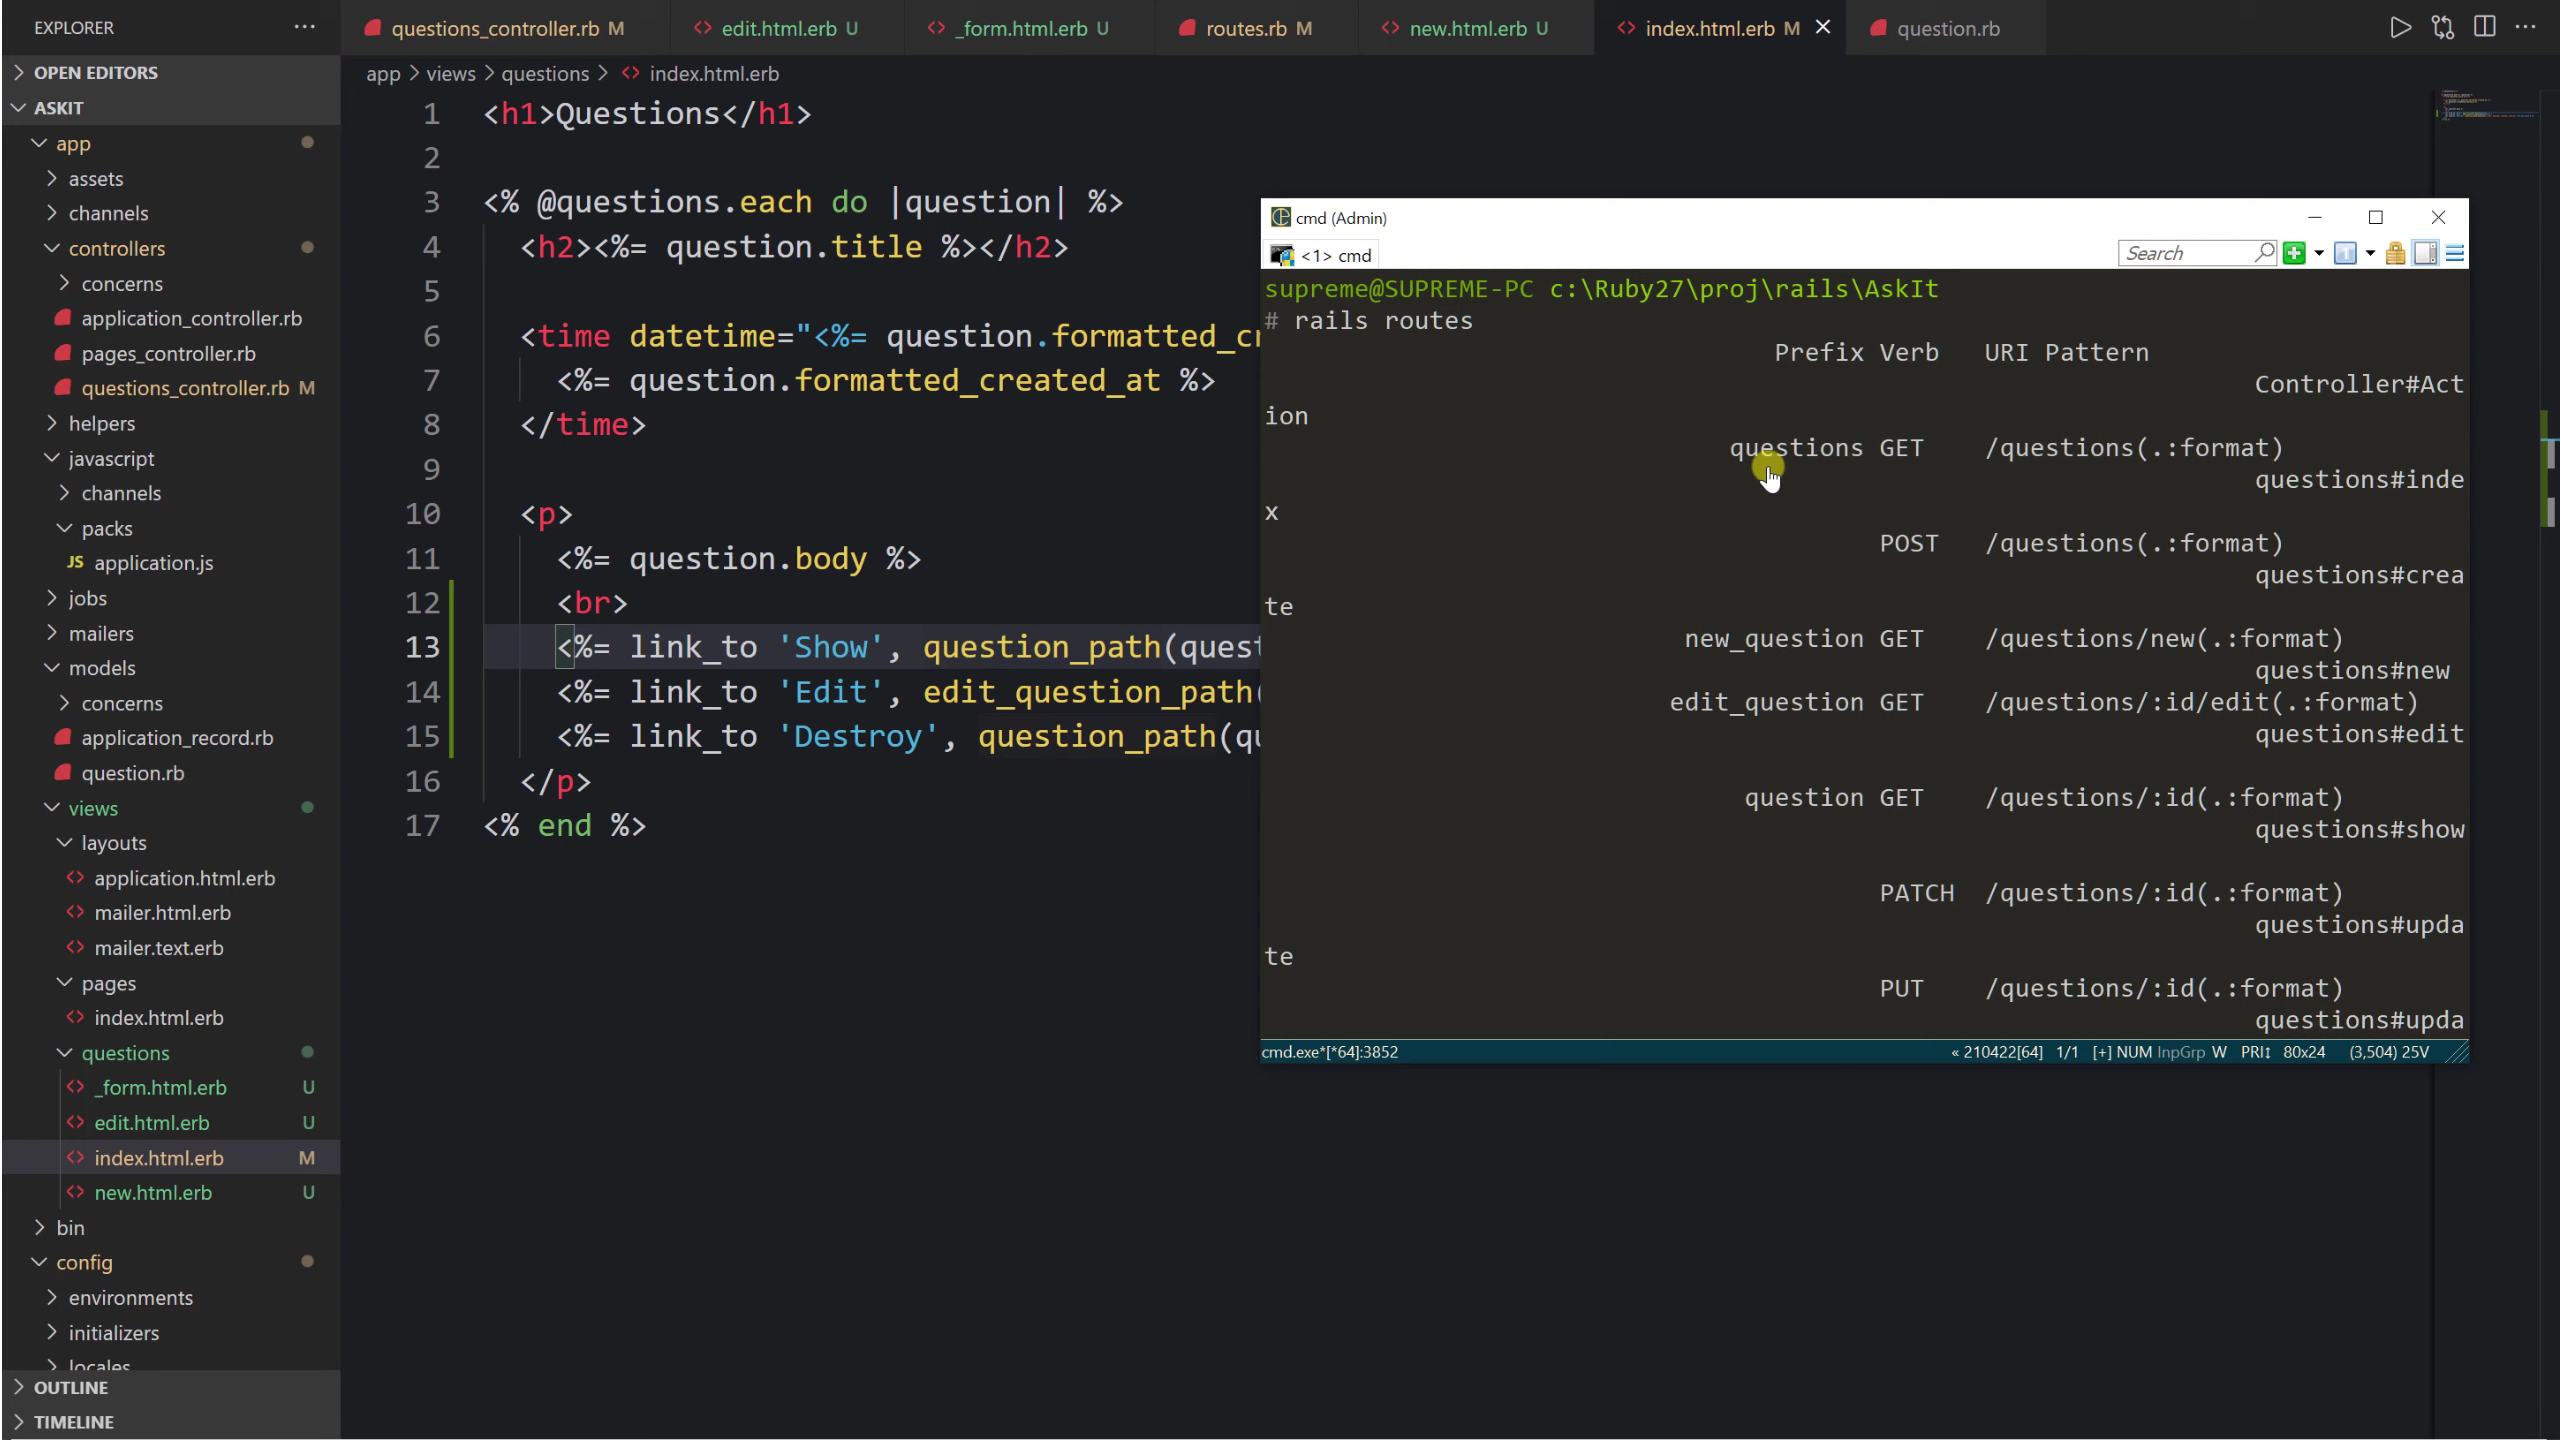 EXPLORER
OPEN EDITORS
ASKIT
app
assets
channels
controllers
concerns
application_controller.rb
pages_controller.rb
questions_controller.rb M
helpers
javascript
channels
packs
JS application.js
jobs
mailers
models
concerns
application_record.rb
question.rb
views
layouts
application.html.erb
mailer.html.erb
mailer.text.erb
pages
index.html.erb
questions
_form.html.erb U
edit.html.erb U
index.html.erb M
new.html.erb U
bin
config
environments
initializers
locales
OUTLINE
TIMELINE
questions_controller.rb M edit.html.erb U _form.html.erb U routes.rb M new.html.erb U index.html.erb M question.rb
app > views > questions > index.html.erb
1 <h1>Questions</h1>
2
3 <% @questions.each do |question| %>
4 <h2><%= question.title %></h2>
5
6 <time datetime="<%= question.formatted_cr
7 <%= question.formatted_created_at %>
8 </time>
9
10 <p>
11 <%= question.body %>
12 <br>
13 <%= link_to 'Show', question_path(quest
14 <%= link_to 'Edit', edit_question_path(
15 <%= link_to 'Destroy', question_path(qu
16 </p>
17 <% end %>
cmd (Admin)
<1> cmd
Search
supreme@SUPREME-PC c:\Ruby27\proj\rails\AskIt
# rails routes
Prefix Verb URI Pattern
Controller#Act
ion
questions GET /questions(.:format)
questions#inde
x
POST /questions(.:format)
questions#crea
te
new_question GET /questions/new(.:format)
questions#new
edit_question GET /questions/:id/edit(.:format)
questions#edit
question GET /questions/:id(.:format)
questions#show
PATCH /questions/:id(.:format)
questions#upda
te
PUT /questions/:id(.:format)
questions#upda
cmd.exe*[*64]:3852 « 210422[64] 1/1 [+] NUM InpGrp W PRI↕ 80x24 (3,504) 25V